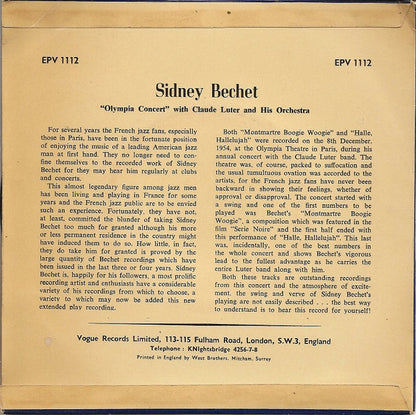 EPV 1112
EPV 1112
Sidney Bechet
"Olympia Concert" with Claude Luter and His Orchestra
For several years the French jazz fans, especially
those in Paris, have been in the fortunate position
of enjoying the music of a leading American jazz
man at first hand. They no longer need to con-
fine themselves to the recorded work of Sidney
Bechet for they may hear him regularly at clubs
and concerts.
This almost legendary figure among jazz men
has been living and playing in France for some
years and the French jazz public are to be envied
such an experience. Fortunately, they have not,
at least, committed the blunder of taking Sidney
Bechet too much for granted although his more
or less permanent residence in the country might
have induced them to do so. How little, in fact,
they do take him for granted is proved by the
large quantity of Bechet recordings which have
been issued in the last three or four years. Sidney
Bechet is, happily for his followers, a most prolific
recording artist and enthusiasts have a considerable
variety of his recordings from which to choose, a
variety to which may now be added this new
extended play recording.
Both "Montmartre Boogie Woogie" and "Halle,
Hallelujah" were recorded on the 8th December,
1954, at the Olympia Theatre in Paris, during his
annual concert with the Claude Luter band. The
theatre was, of course, packed to suffocation and
the usual tumultuous ovation was accorded to the
artists, for the French jazz fans have never been
backward in showing their feelings, whether of
approval or disapproval. The concert started with
a swing and one of the first numbers to be
played was Bechet's, "Montmartre Boogie
Woogie", a composition which was featured in the
film "Serie Noire" and the first half ended with
this performance of "Halle, Hallelujah". This last
was, incidentally, one of the best numbers in
the whole concert and shows Bechet's vigorous
lead to the fullest advantage as he carries the
entire Luter band along with him.
Both these tracks are outstanding recordings
from this concert and the atmosphere of excite-
ment, the swing and verve of Sidney Bechet's
playing are not easily described . . . the best way
to understand is to hear this record for yourself!
Vogue Records Limited, 113-115 Fulham Road, London, S.W.3, England
Telephone : KNIghtsbridge 4256-7-8
Printed in England by West Brothers, Mitcham, Surrey